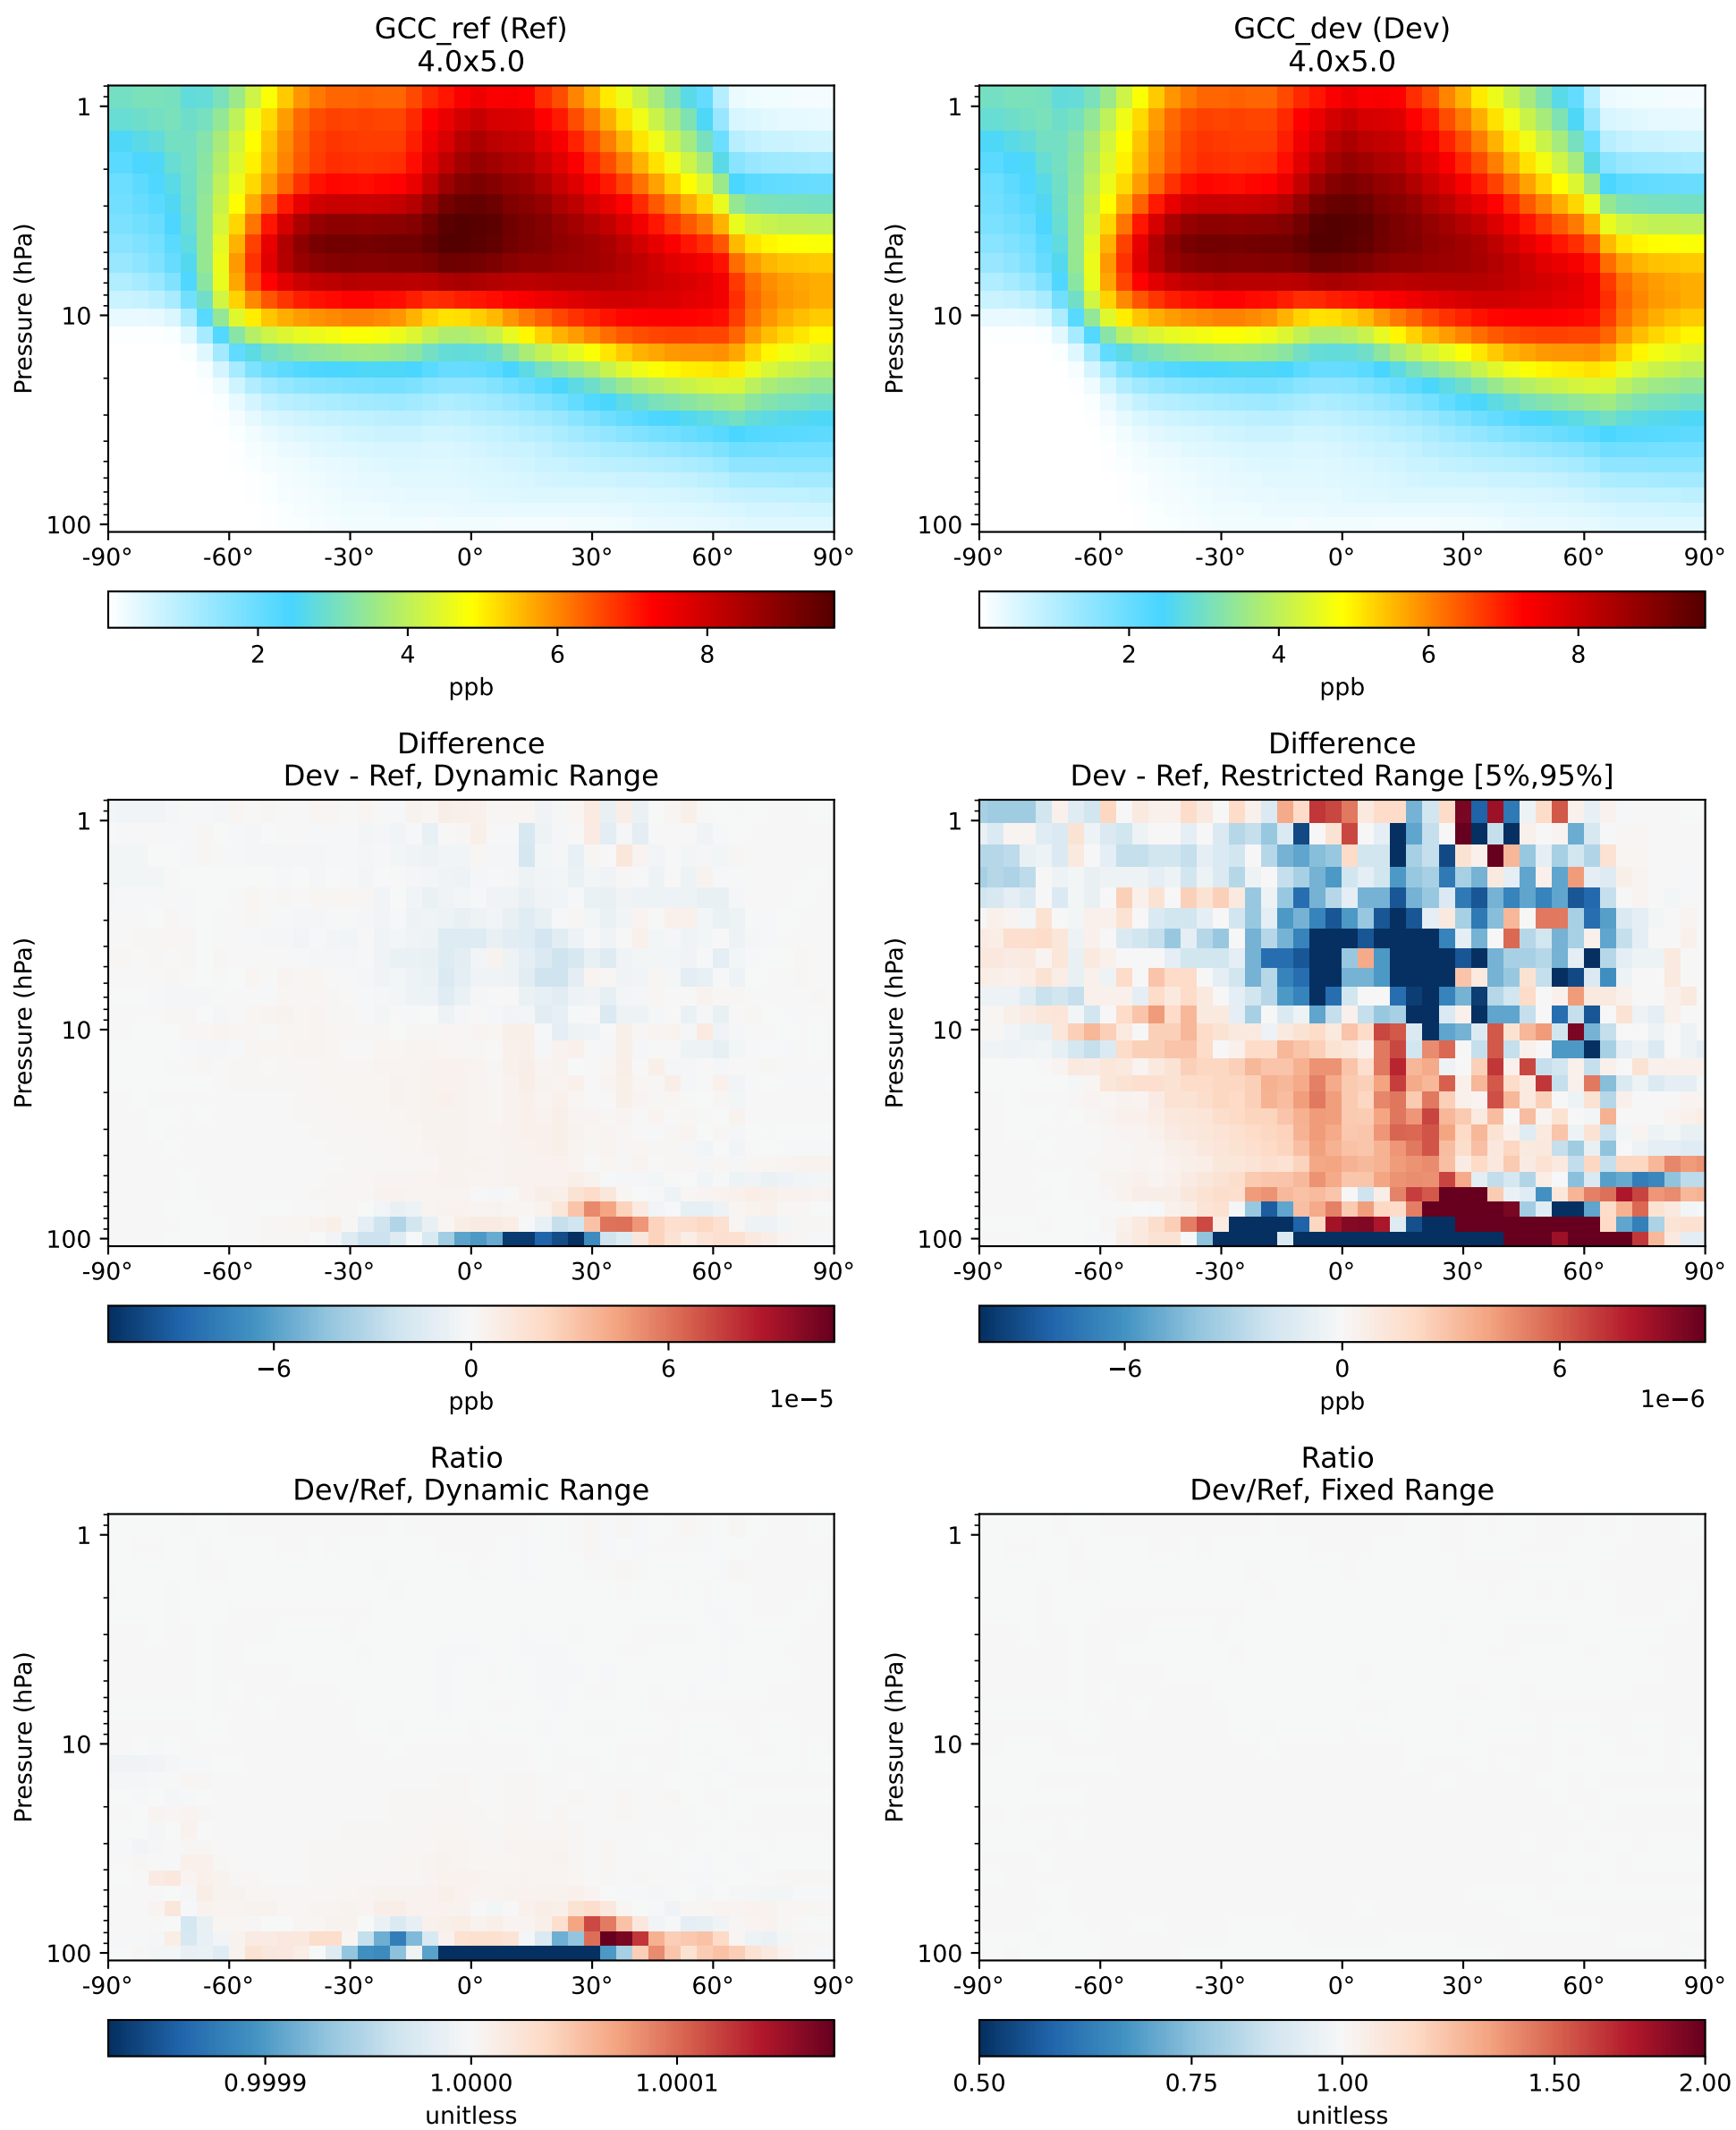 GCC_ref (Ref)
4.0x5.0
GCC_dev (Dev)
4.0x5.0
Pressure (hPa)
1
10
100
-90° -60° -30° 0° 30° 60° 90°
2 4 6 8
ppb
Pressure (hPa)
1
10
100
-90° -60° -30° 0° 30° 60° 90°
2 4 6 8
ppb
Difference
Dev - Ref, Dynamic Range
Pressure (hPa)
1
10
100
-90° -60° -30° 0° 30° 60° 90°
−6 0 6
1e−5
ppb
Difference
Dev - Ref, Restricted Range [5%,95%]
Pressure (hPa)
1
10
100
-90° -60° -30° 0° 30° 60° 90°
−6 0 6
1e−6
ppb
Ratio
Dev/Ref, Dynamic Range
Pressure (hPa)
1
10
100
-90° -60° -30° 0° 30° 60° 90°
0.9999 1.0000 1.0001
unitless
Ratio
Dev/Ref, Fixed Range
Pressure (hPa)
1
10
100
-90° -60° -30° 0° 30° 60° 90°
0.50 0.75 1.00 1.50 2.00
unitless